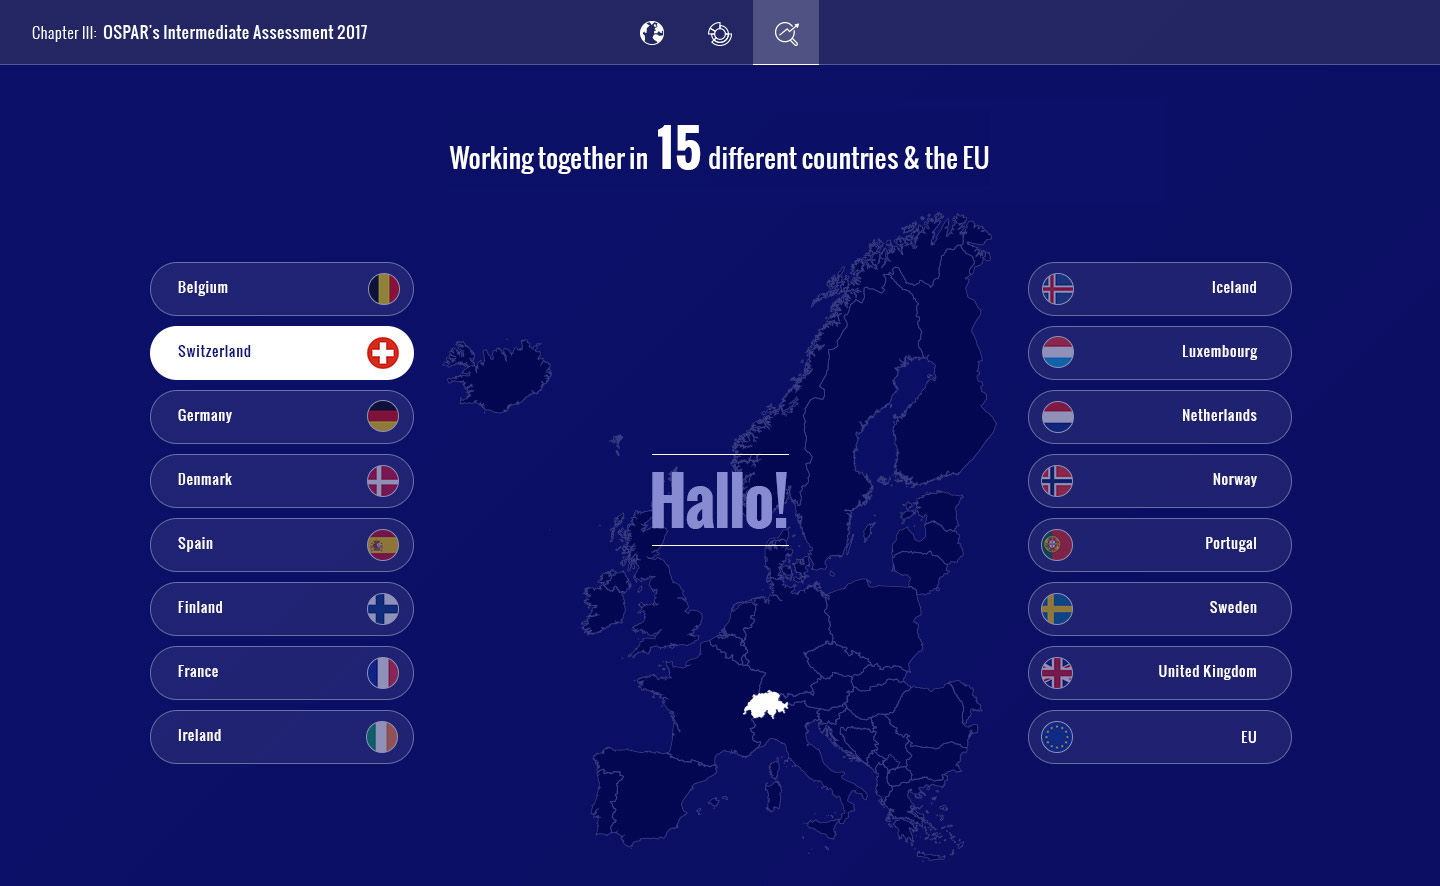 Chapter III: OSPAR's Intermediate Assessment 2017
Working together in 15 different countries & the EU
Belgium
Switzerland
Germany
Denmark
Spain
Finland
France
Ireland
Hallo!
Iceland
Luxembourg
Netherlands
Norway
Portugal
Sweden
United Kingdom
EU